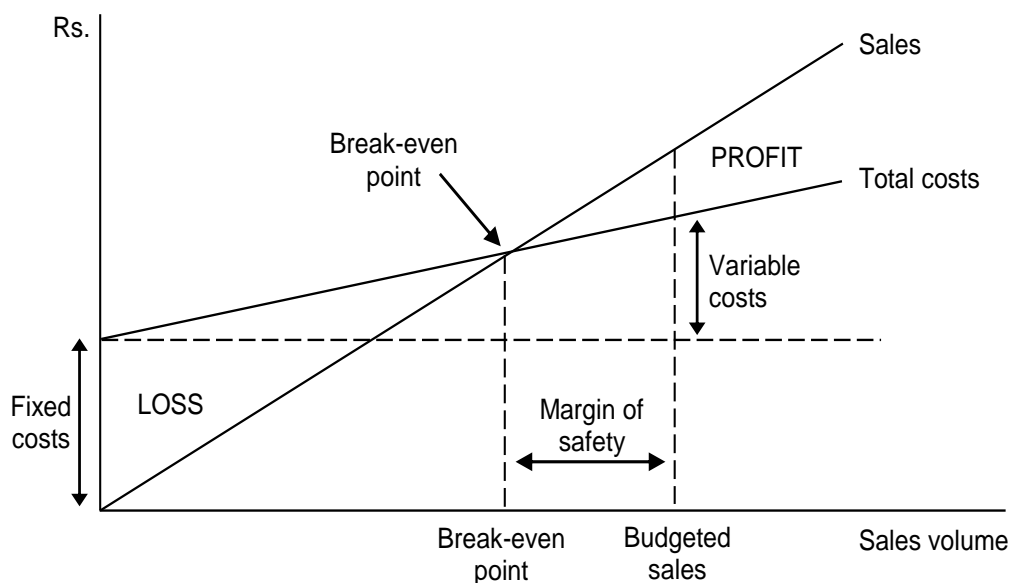 Rs.
Sales
Break-even
point
PROFIT
Total costs
Variable
costs
Fixed
costs
LOSS
Margin of
safety
Break-even
point
Budgeted
sales
Sales volume